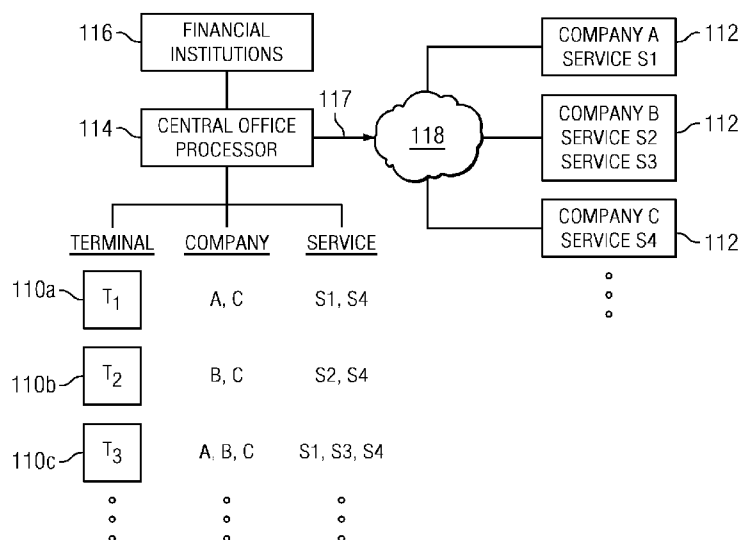 116
FINANCIAL
INSTITUTIONS
114
CENTRAL OFFICE
PROCESSOR
117
118
COMPANY A
SERVICE S1
112
COMPANY B
SERVICE S2
SERVICE S3
112
COMPANY C
SERVICE S4
112
TERMINAL COMPANY SERVICE
110a T1 A, C S1, S4
110b T2 B, C S2, S4
110c T3 A, B, C S1, S3, S4